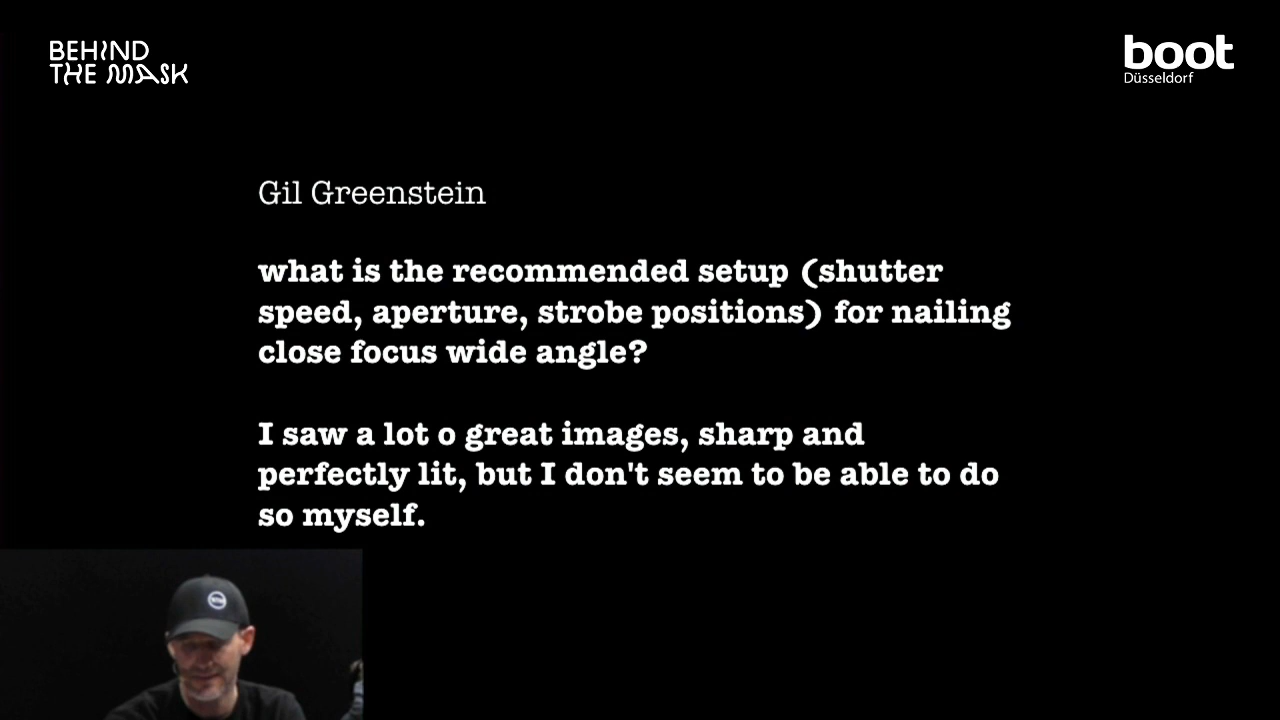 BEHIND
THE MASK
boot
Düsseldorf
Gil Greenstein
what is the recommended setup (shutter
speed, aperture, strobe positions) for nailing
close focus wide angle?
I saw a lot o great images, sharp and
perfectly lit, but I don't seem to be able to do
so myself.